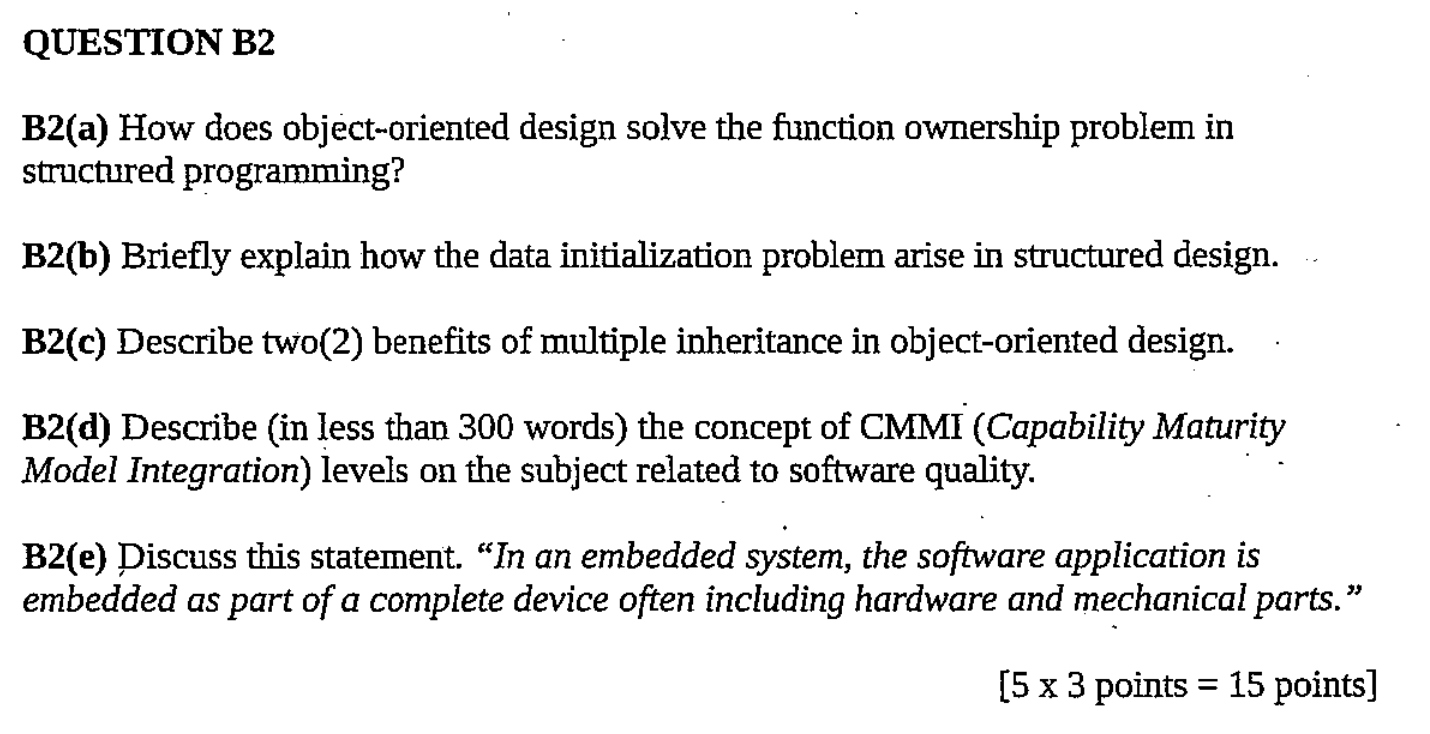 QUESTION B2
B2(a) How does object-oriented design solve the function ownership problem in
structured programming?
B2(b) Briefly explain how the data initialization problem arise in structured design.
B2(c) Describe two(2) benefits of multiple inheritance in object-oriented design.
B2(d) Describe (in less than 300 words) the concept of CMMI (Capability Maturity
Model Integration) levels on the subject related to software quality.
B2(e) Discuss this statement. “In an embedded system, the software application is
embedded as part of a complete device often including hardware and mechanical parts.”
[5 x 3 points = 15 points]